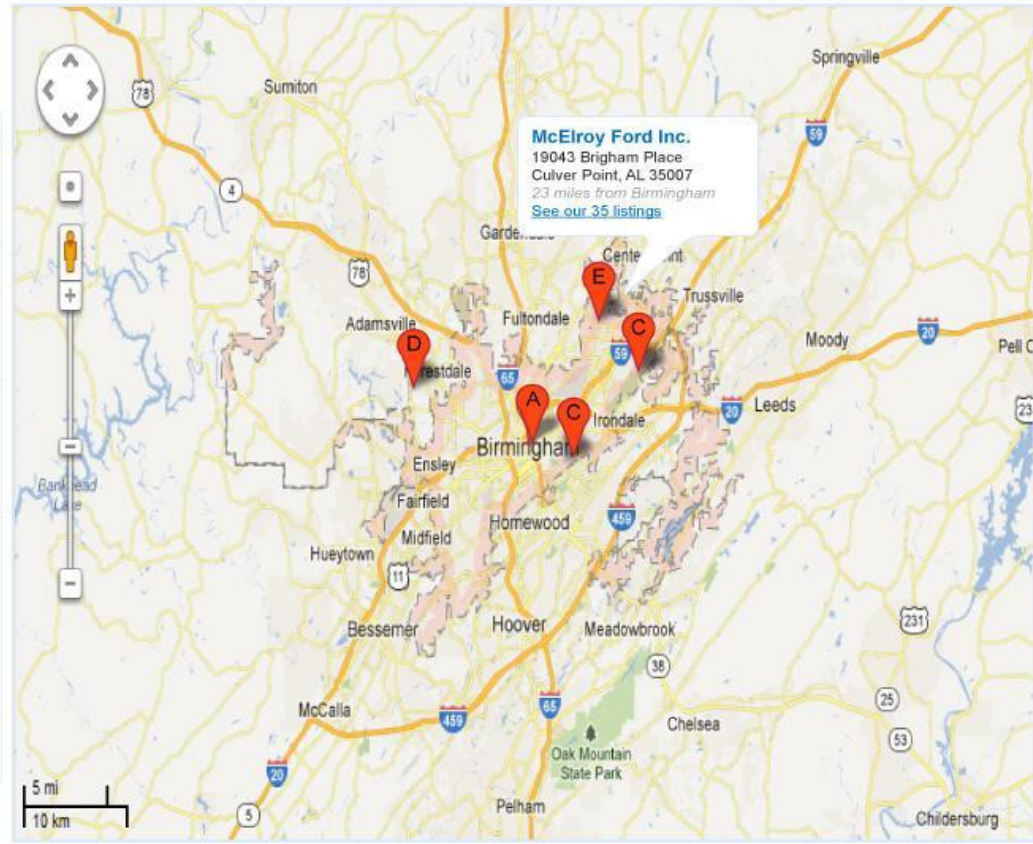 Springville
Sumiton
78
59
McElroy Ford Inc.
19043 Brigham Place
Culver Point, AL 35007
23 miles from Birmingham
See our 35 listings
4
Gardendale
78
Trussville
E
Adamsville
Fultondale
C
20
Moody
D
59
65
A
C
20
Leeds
Irondale
Birmingham
Ensley
Fairfield
459
Homewood
Midfield
Hueytown
11
231
Bessemer
Hoover
Meadowbrook
38
25
McCalla
459
65
Chelsea
53
Oak Mountain
State Park
20
5 mi
10 km
5
Pelham
Childersburg